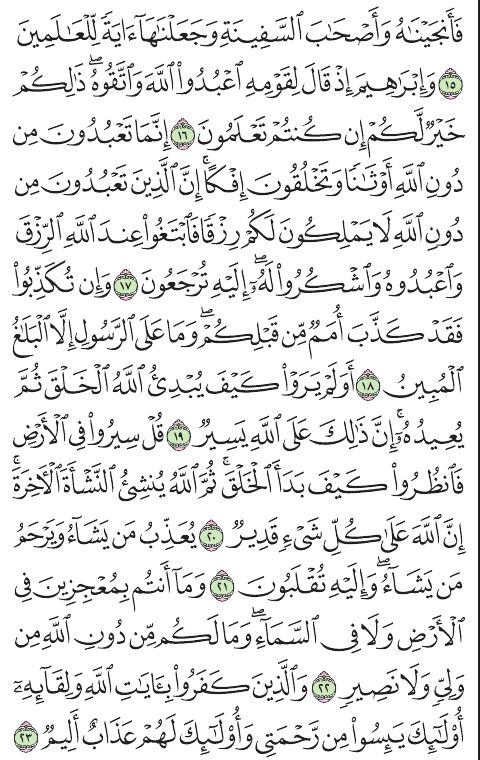 فَأَنجَيْنَٰهُ وَأَصْحَٰبَ ٱلسَّفِينَةِ وَجَعَلْنَٰهَآ ءَايَةً لِّلْعَٰلَمِينَ
١٥ وَإِبْرَٰهِيمَ إِذْ قَالَ لِقَوْمِهِ ٱعْبُدُوا۟ ٱللَّهَ وَٱتَّقُوهُ ۖ ذَٰلِكُمْ
خَيْرٌ لَّكُمْ إِن كُنتُمْ تَعْلَمُونَ ١٦ إِنَّمَا تَعْبُدُونَ مِن
دُونِ ٱللَّهِ أَوْثَٰنًا وَتَخْلُقُونَ إِفْكًا ۚ إِنَّ ٱلَّذِينَ تَعْبُدُونَ مِن
دُونِ ٱللَّهِ لَا يَمْلِكُونَ لَكُمْ رِزْقًا فَٱبْتَغُوا۟ عِندَ ٱللَّهِ ٱلرِّزْقَ
وَٱعْبُدُوهُ وَٱشْكُرُوا۟ لَهُۥٓ ۖ إِلَيْهِ تُرْجَعُونَ ١٧ وَإِن تُكَذِّبُوا۟
فَقَدْ كَذَّبَ أُمَمٌ مِّن قَبْلِكُمْ ۖ وَمَا عَلَى ٱلرَّسُولِ إِلَّا ٱلْبَلَٰغُ
ٱلْمُبِينُ ١٨ أَوَلَمْ يَرَوْا۟ كَيْفَ يُبْدِئُ ٱللَّهُ ٱلْخَلْقَ ثُمَّ
يُعِيدُهُۥٓ ۚ إِنَّ ذَٰلِكَ عَلَى ٱللَّهِ يَسِيرٌ ١٩ قُلْ سِيرُوا۟ فِى ٱلْأَرْضِ
فَٱنظُرُوا۟ كَيْفَ بَدَأَ ٱلْخَلْقَ ۚ ثُمَّ ٱللَّهُ يُنشِئُ ٱلنَّشْأَةَ ٱلْـَٔاخِرَةَ ۚ
إِنَّ ٱللَّهَ عَلَىٰ كُلِّ شَىْءٍ قَدِيرٌ ٢٠ يُعَذِّبُ مَن يَشَآءُ وَيَرْحَمُ
مَن يَشَآءُ ۖ وَإِلَيْهِ تُقْلَبُونَ ٢١ وَمَآ أَنتُم بِمُعْجِزِينَ فِى
ٱلْأَرْضِ وَلَا فِى ٱلسَّمَآءِ ۖ وَمَا لَكُم مِّن دُونِ ٱللَّهِ مِن
وَلِىٍّ وَلَا نَصِيرٍ ٢٢ وَٱلَّذِينَ كَفَرُوا۟ بِـَٔايَٰتِ ٱللَّهِ وَلِقَآئِهِۦٓ
أُو۟لَٰٓئِكَ يَئِسُوا۟ مِن رَّحْمَتِى وَأُو۟لَٰٓئِكَ لَهُمْ عَذَابٌ أَلِيمٌ ٢٣